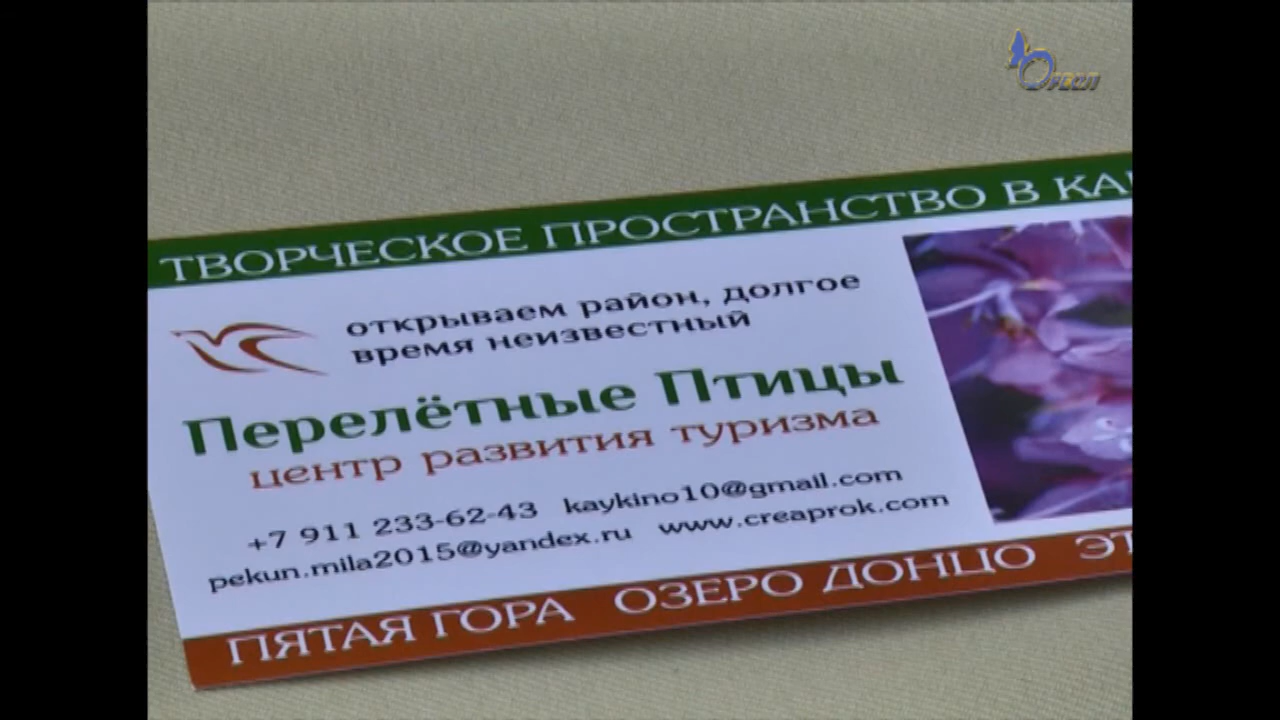 Ореол
ТВОРЧЕСКОЕ ПРОСТРАНСТВО В
открываем район, долгое
время неизвестный
Перелётные Птицы
центр развития туризма
+7 911 233-62-43 kaykino10@gmail.com
pekun.mila2015@yandex.ru www.creaprok.com
ПЯТАЯ ГОРА ОЗЕРО ДОНЦО